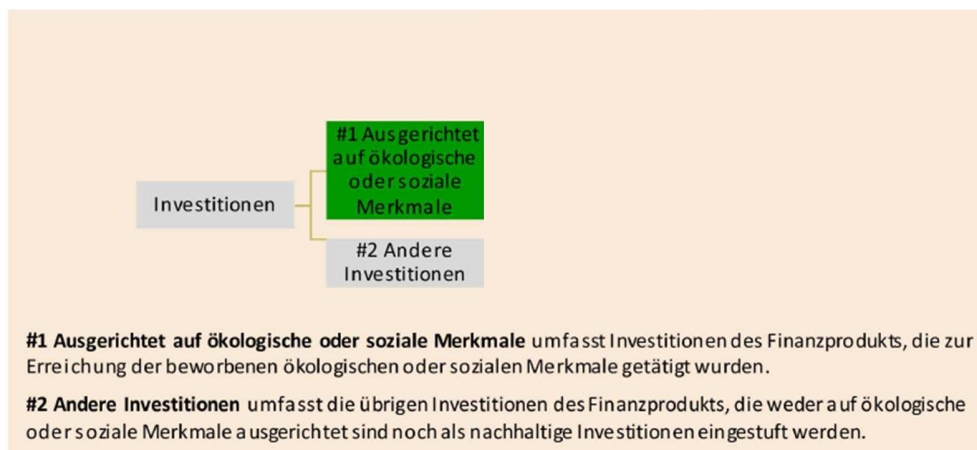 #1 Ausgerichtet
auf ökologische
oder soziale
Merkmale
Investitionen
#2 Andere
Investitionen
#1 Ausgerichtet auf ökologische oder soziale Merkmale umfasst Investitionen des Finanzprodukts, die zur
Erreichung der beworbenen ökologischen oder sozialen Merkmale getätigt wurden.
#2 Andere Investitionen umfasst die übrigen Investitionen des Finanzprodukts, die weder auf ökologische
oder soziale Merkmale ausgerichtet sind noch als nachhaltige Investitionen eingestuft werden.